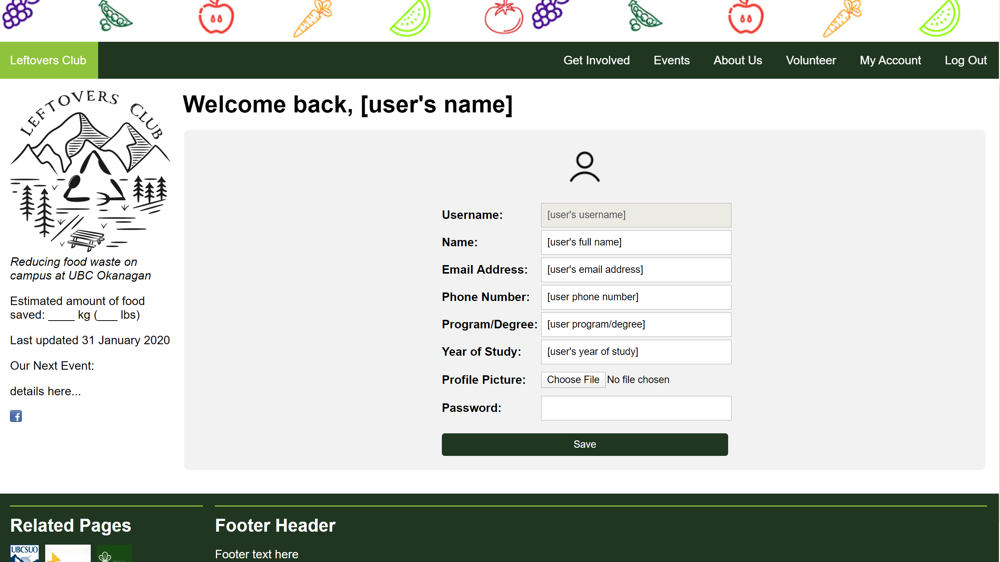 Leftovers Club
Get Involved
Events
About Us
Volunteer
My Account
Log Out
LEFTOVERS CLUB
Reducing food waste on
campus at UBC Okanagan
Estimated amount of food
saved: ____ kg (___ lbs)
Last updated 31 January 2020
Our Next Event:
details here...
Welcome back, [user's name]
Username: [user's username]
Name: [user's full name]
Email Address: [user's email address]
Phone Number: [user phone number]
Program/Degree: [user program/degree]
Year of Study: [user's year of study]
Profile Picture: Choose File No file chosen
Password:
Save
Related Pages
UBCSUO
Footer Header
Footer text here